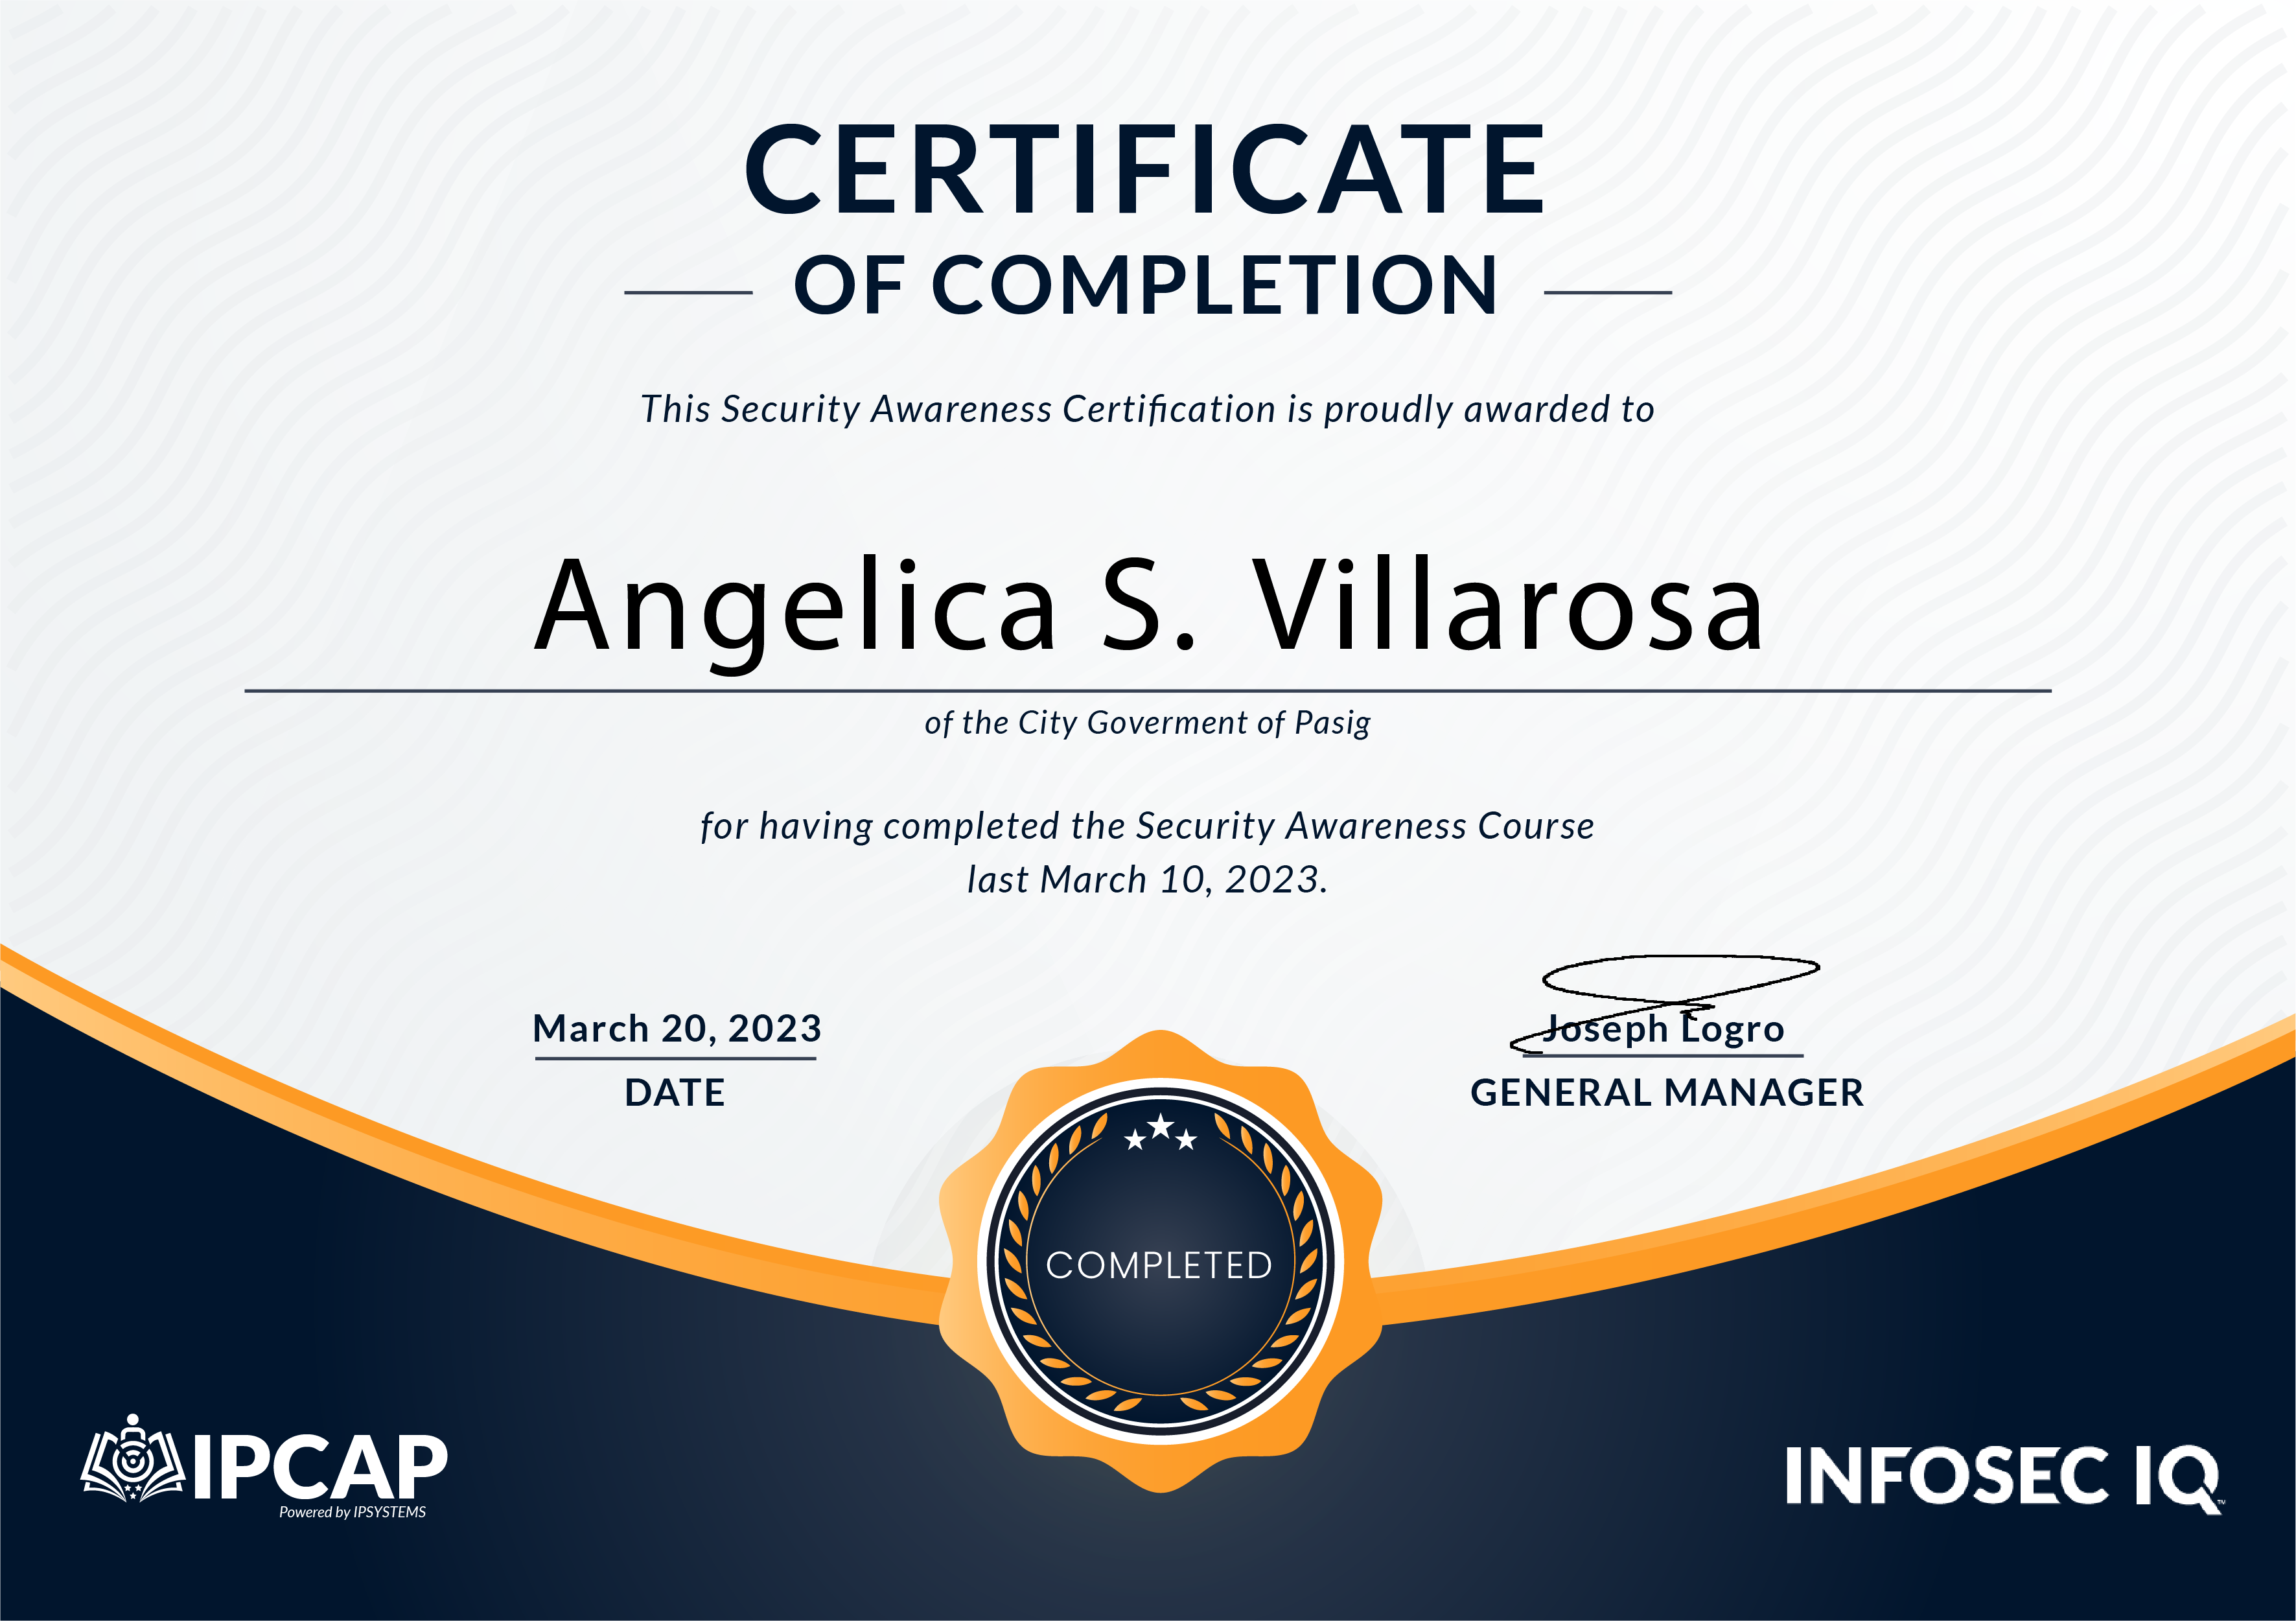 CERTIFICATE
OF COMPLETION
This Security Awareness Certification is proudly awarded to
Angelica S. Villarosa
of the City Goverment of Pasig
for having completed the Security Awareness Course
last March 10, 2023.
March 20, 2023
DATE
Joseph Logro
GENERAL MANAGER
COMPLETED
IPCAP
Powered by IPSYSTEMS
INFOSEC IQ™